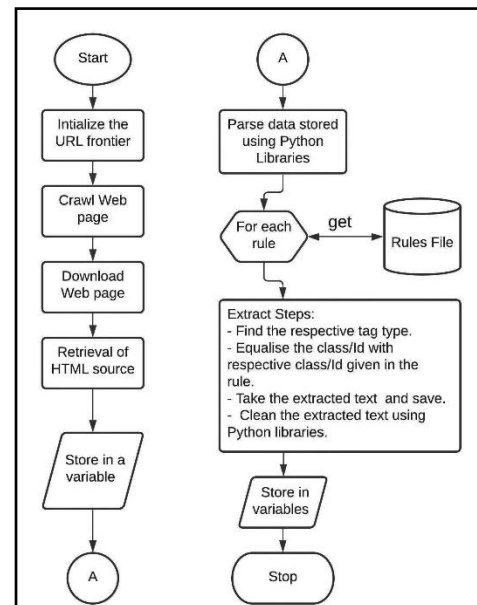 Start
Intialize the
URL frontier
Crawl Web
page
Download
Web page
Retrieval of
HTML source
Store in a
variable
A
A
Parse data stored
using Python
Libraries
For each
rule
get
Rules File
Extract Steps:
- Find the respective tag type.
- Equalise the class/Id with
respective class/Id given in the
rule.
- Take the extracted text and save.
- Clean the extracted text using
Python libraries.
Store in
variables
Stop